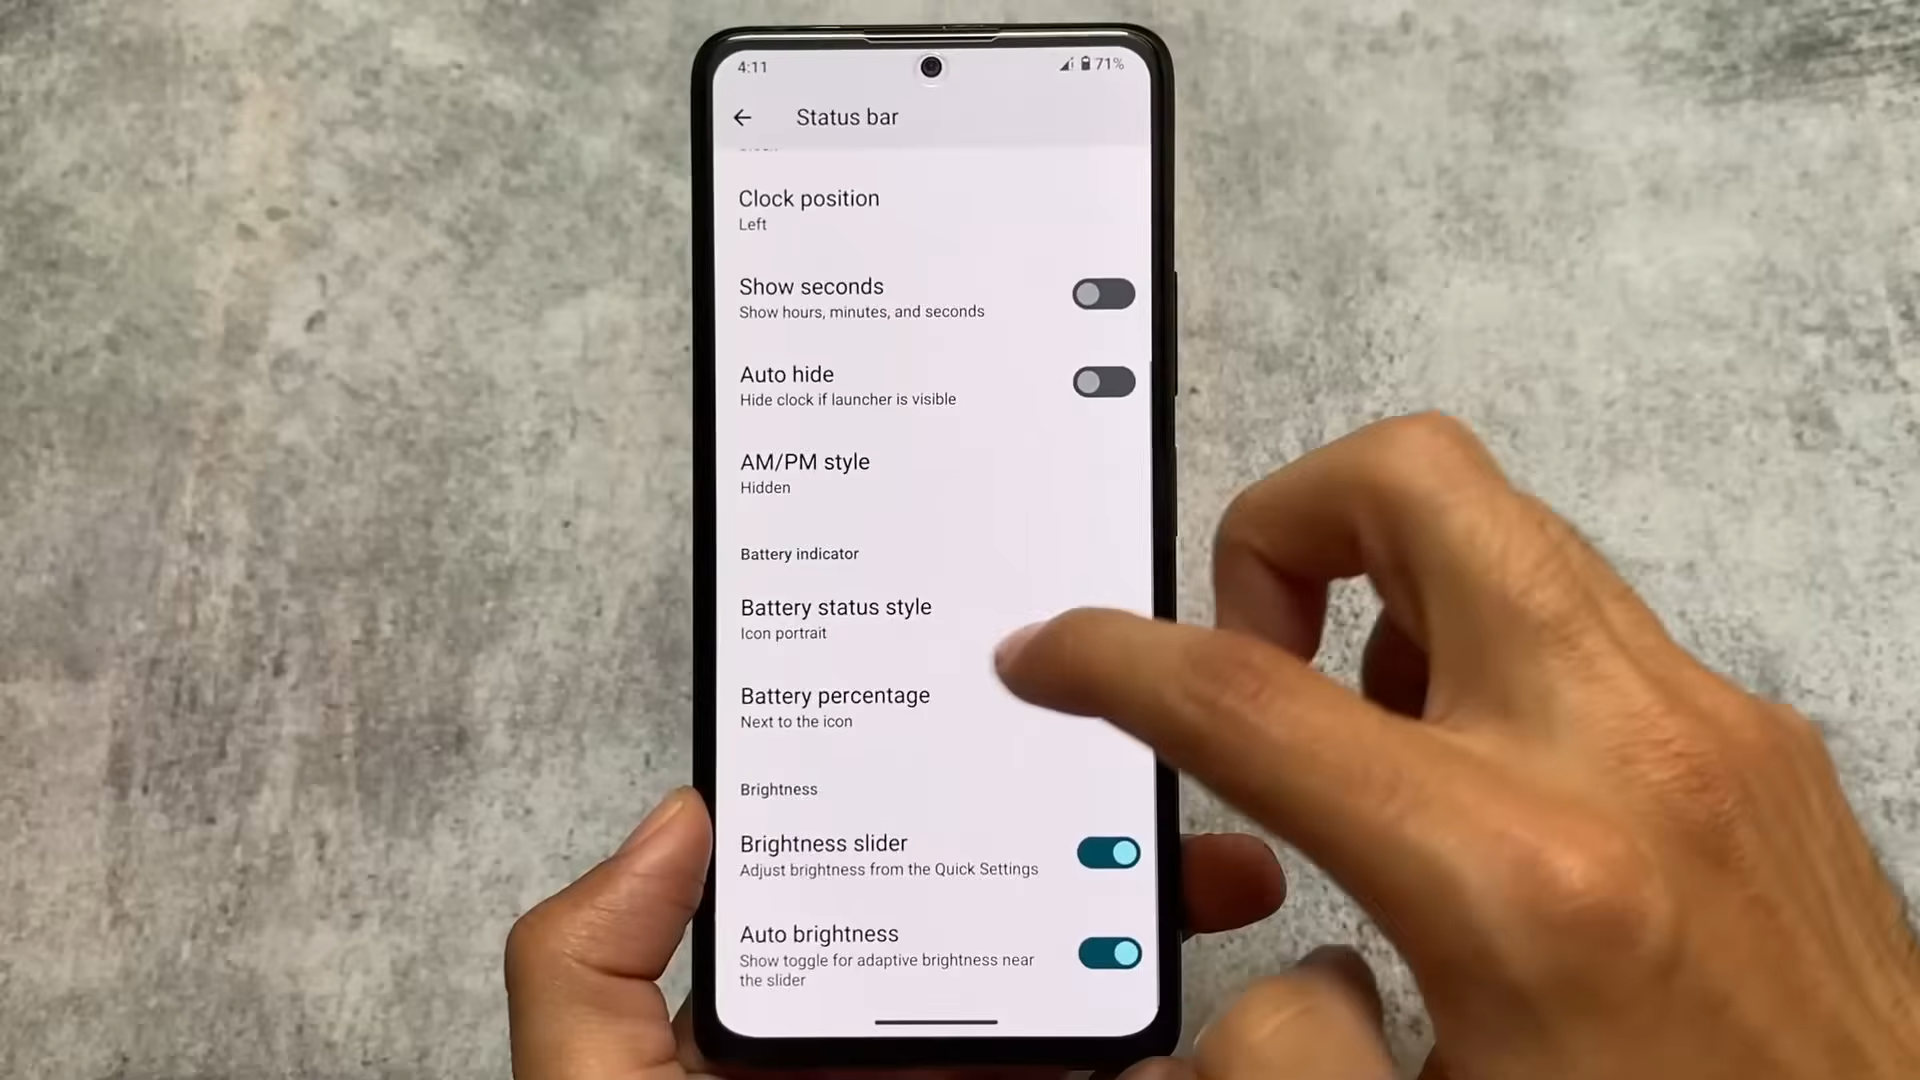 4:11
71%
Status bar
Clock position
Left
Show seconds
Show hours, minutes, and seconds
Auto hide
Hide clock if launcher is visible
AM/PM style
Hidden
Battery indicator
Battery status style
Icon portrait
Battery percentage
Next to the icon
Brightness
Brightness slider
Adjust brightness from the Quick Settings
Auto brightness
Show toggle for adaptive brightness near
the slider